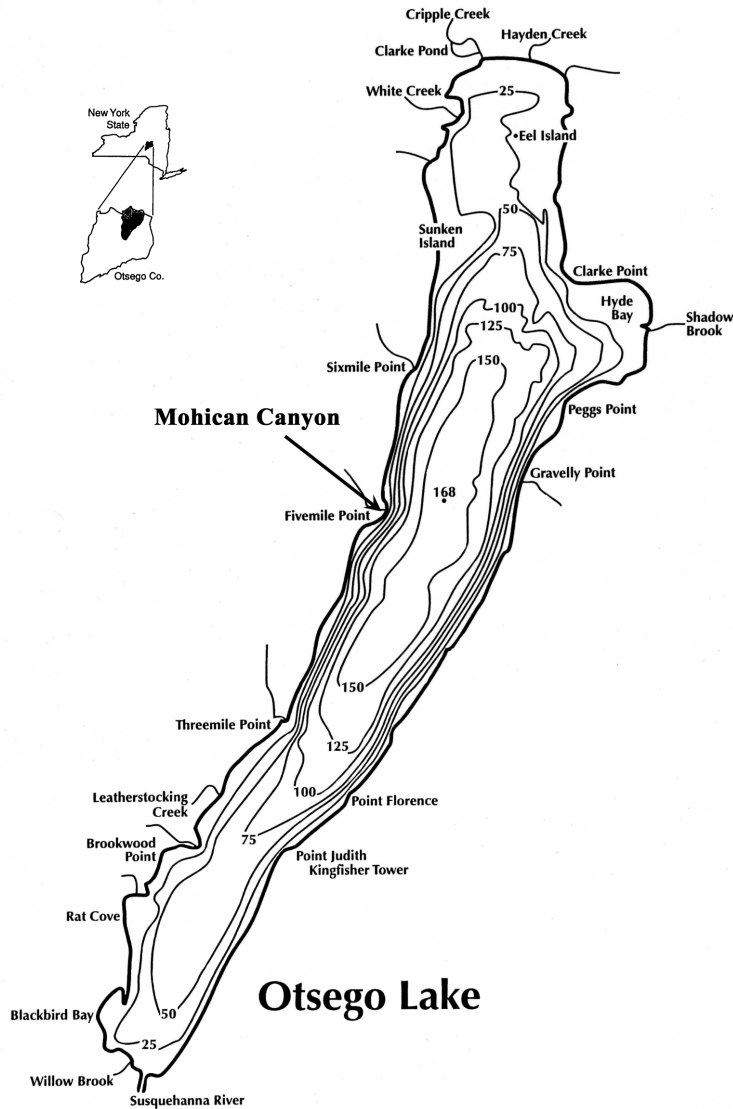 Cripple Creek
Hayden Creek
Clarke Pond
White Creek
25
New York
State
Eel Island
50
Sunken
Island
75
Clarke Point
Otsego Co.
Hyde
Bay
100
Shadow
Brook
125
150
Sixmile Point
Peggs Point
Mohican Canyon
Gravelly Point
168
Fivemile Point
150
Threemile Point
125
100
Leatherstocking
Creek
Point Florence
75
Brookwood
Point
Point Judith
Kingfisher Tower
Rat Cove
Otsego Lake
Blackbird Bay
50
25
Willow Brook
Susquehanna River